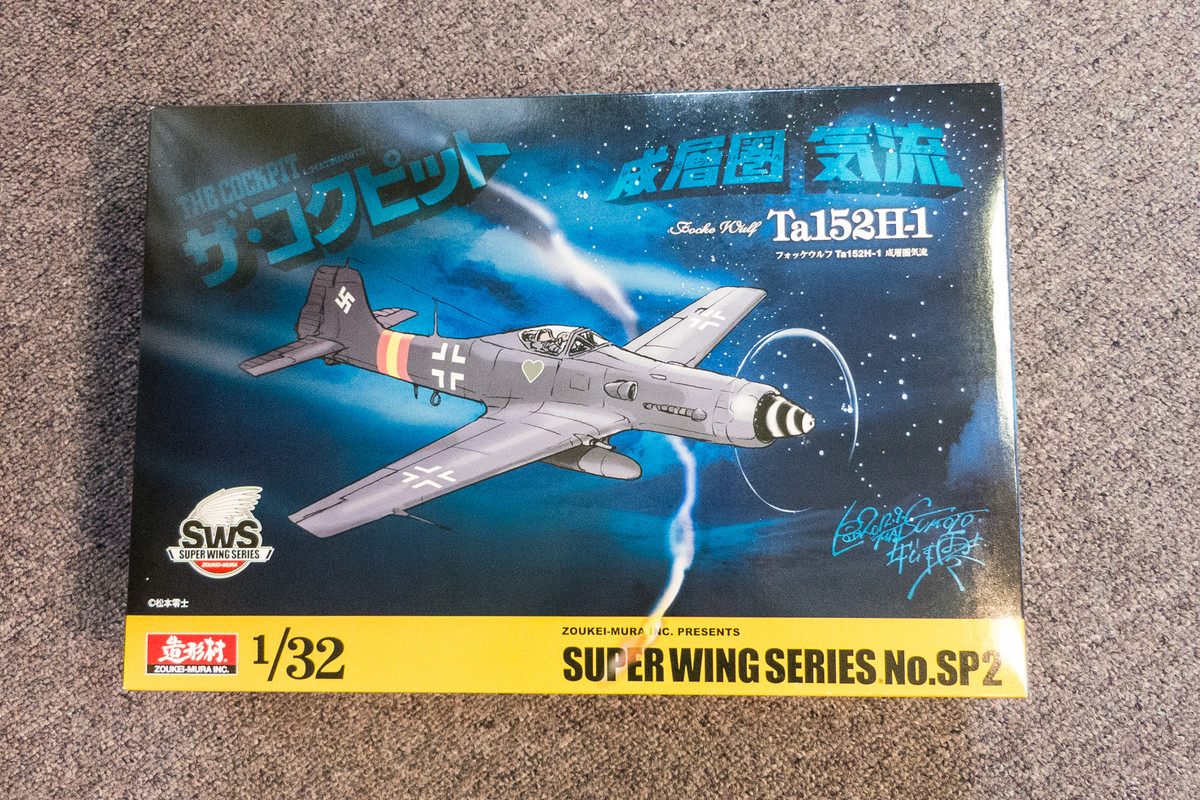 THE COCKPIT
ザ・コクピット
成層圏気流
Focke Wulf Ta152H-1
フォッケウルフ Ta152H-1 成層圏気流
SWS
SUPER WING SERIES
ZOUKEI-MURA
©松本零士
造形村
ZOUKEI-MURA INC.
1/32
ZOUKEI-MURA INC. PRESENTS
SUPER WING SERIES No.SP2